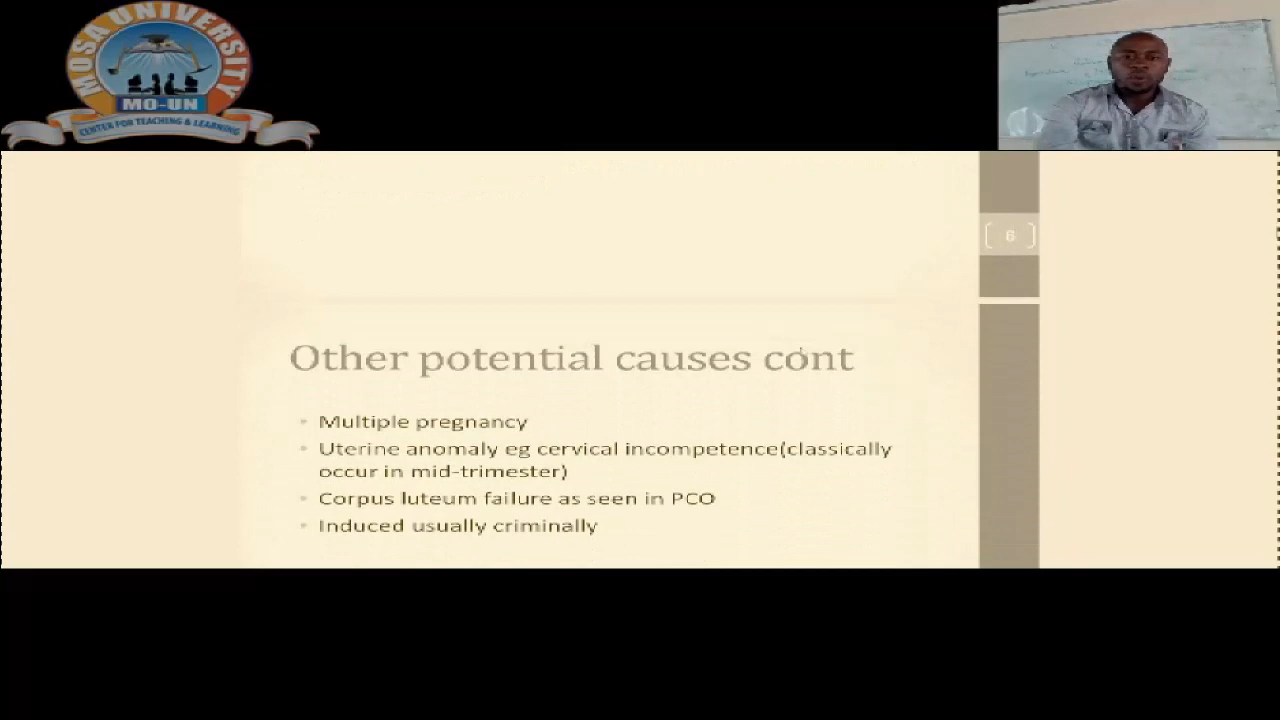 MOSA UNIVERSITY
MO-UN
CENTER FOR TEACHING & LEARNING
6
Other potential causes cont
Multiple pregnancy
Uterine anomaly eg cervical incompetence(classically
occur in mid-trimester)
Corpus luteum failure as seen in PCO
Induced usually criminally